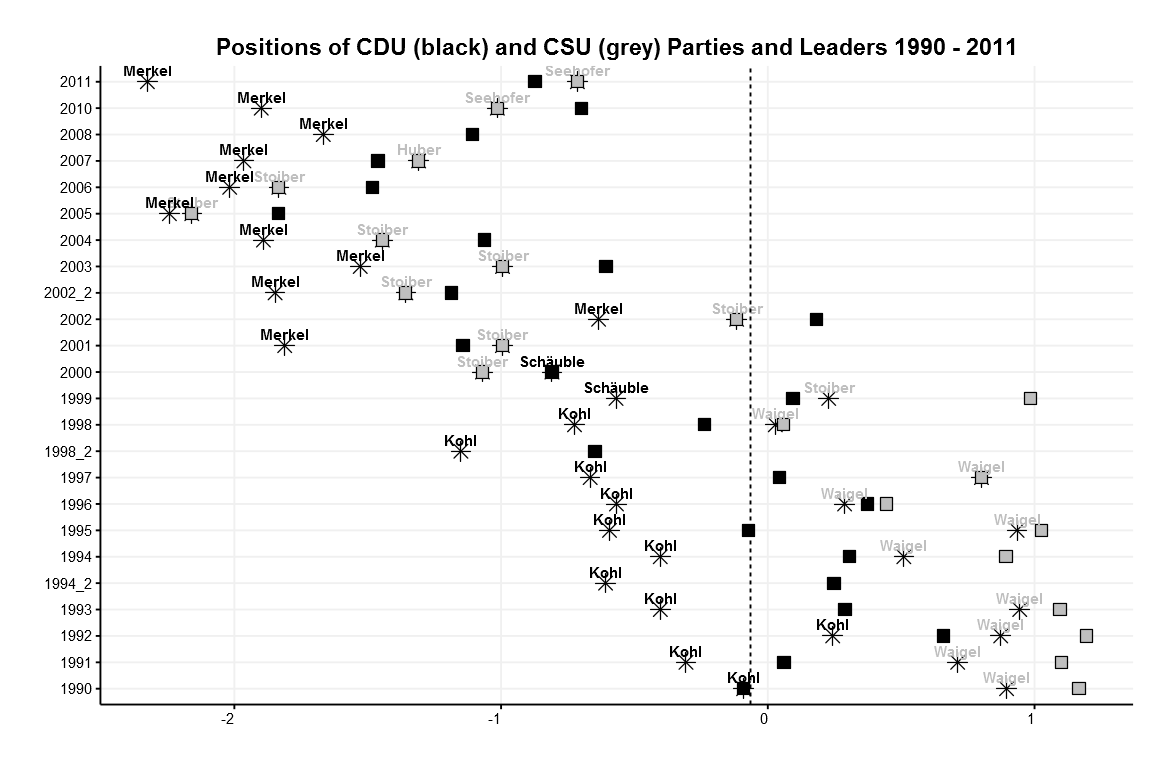 Positions of CDU (black) and CSU (grey) Parties and Leaders 1990 - 2011
2011 Merkel Seehofer
2010 Merkel Seehofer
2008 Merkel
2007 Merkel Huber
2006 Merkel Stoiber
2005 Merkel
2004 Merkel Stoiber
2003 Merkel Stoiber
2002_2 Merkel Stoiber
2002 Merkel Stoiber
2001 Merkel Stoiber
2000 Stoiber Schäuble
1999 Schäuble Stoiber
1998 Kohl Waigel
1998_2 Kohl
1997 Kohl Waigel
1996 Kohl Waigel
1995 Kohl Waigel
1994 Kohl Waigel
1994_2 Kohl
1993 Kohl Waigel
1992 Kohl Waigel
1991 Kohl Waigel
1990 Kohl Waigel
-2 -1 0 1